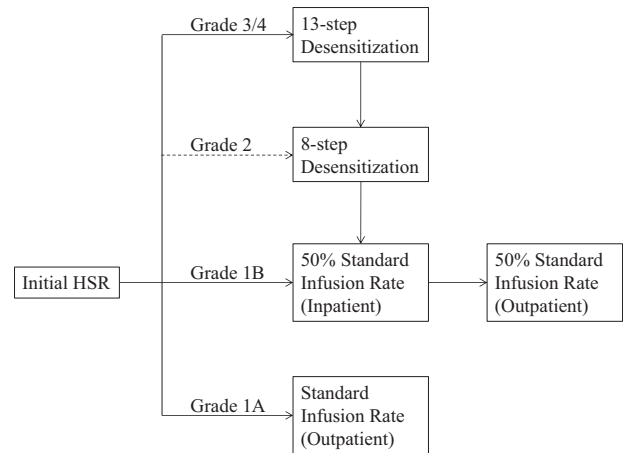 Grade 3/4
13-step
Desensitization
Grade 2
8-step
Desensitization
Initial HSR
Grade 1B
50% Standard
Infusion Rate
(Inpatient)
50% Standard
Infusion Rate
(Outpatient)
Grade 1A
Standard
Infusion Rate
(Outpatient)